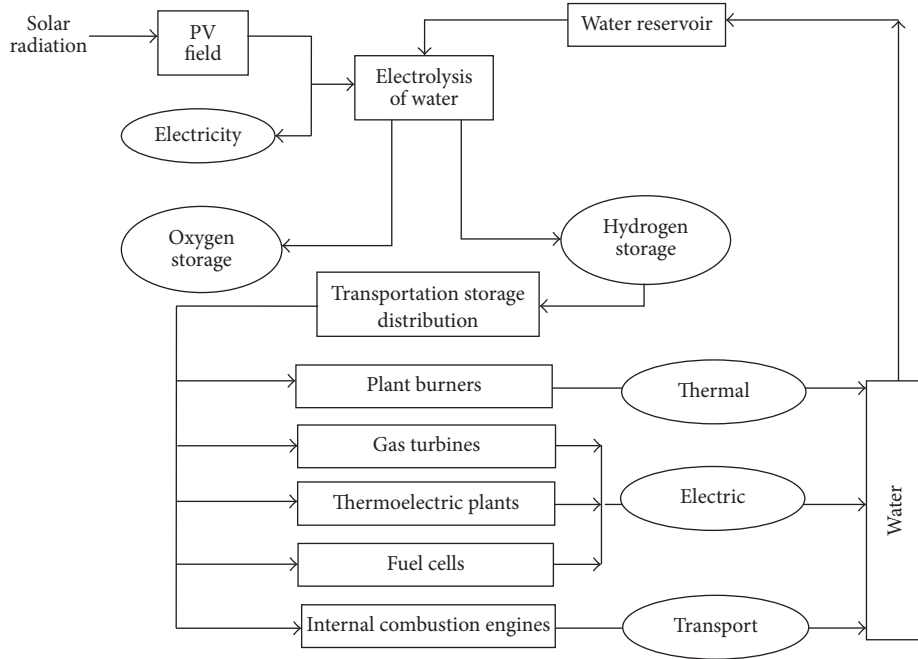 Solar
radiation
PV
field
Water reservoir
Electrolysis
of water
Electricity
Oxygen
storage
Hydrogen
storage
Transportation storage
distribution
Plant burners
Thermal
Gas turbines
Thermoelectric plants
Electric
Fuel cells
Internal combustion engines
Transport
Water